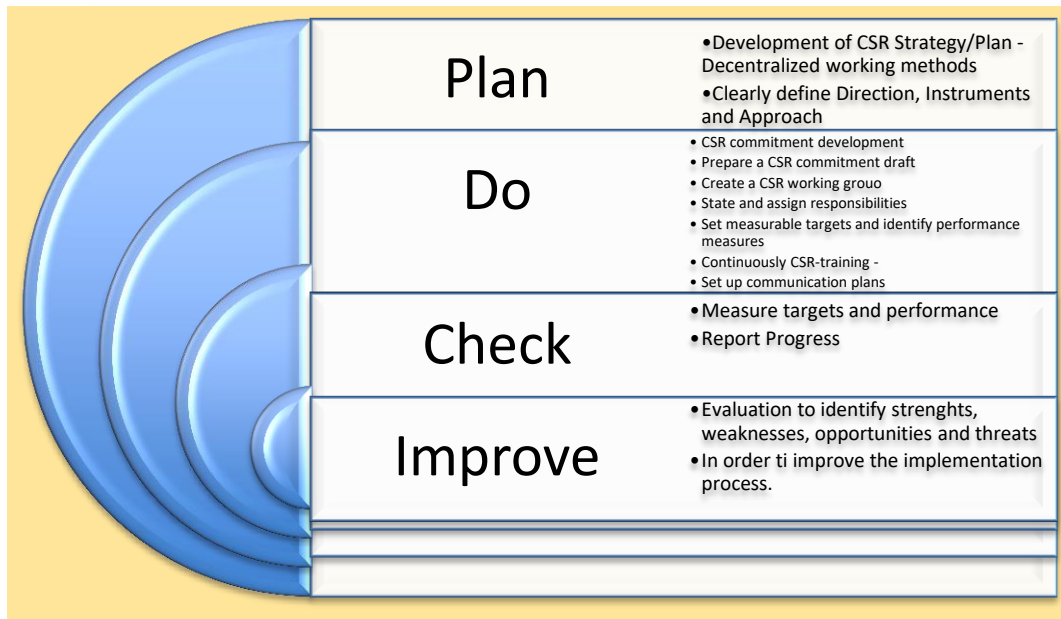 Plan
•Development of CSR Strategy/Plan -
Decentralized working methods
•Clearly define Direction, Instruments
and Approach
Do
• CSR commitment development
• Prepare a CSR commitment draft
• Create a CSR working grouo
• State and assign responsibilities
• Set measurable targets and identify performance
measures
• Continuously CSR-training -
• Set up communication plans
Check
•Measure targets and performance
•Report Progress
Improve
•Evaluation to identify strenghts,
weaknesses, opportunities and threats
•In order ti improve the implementation
process.